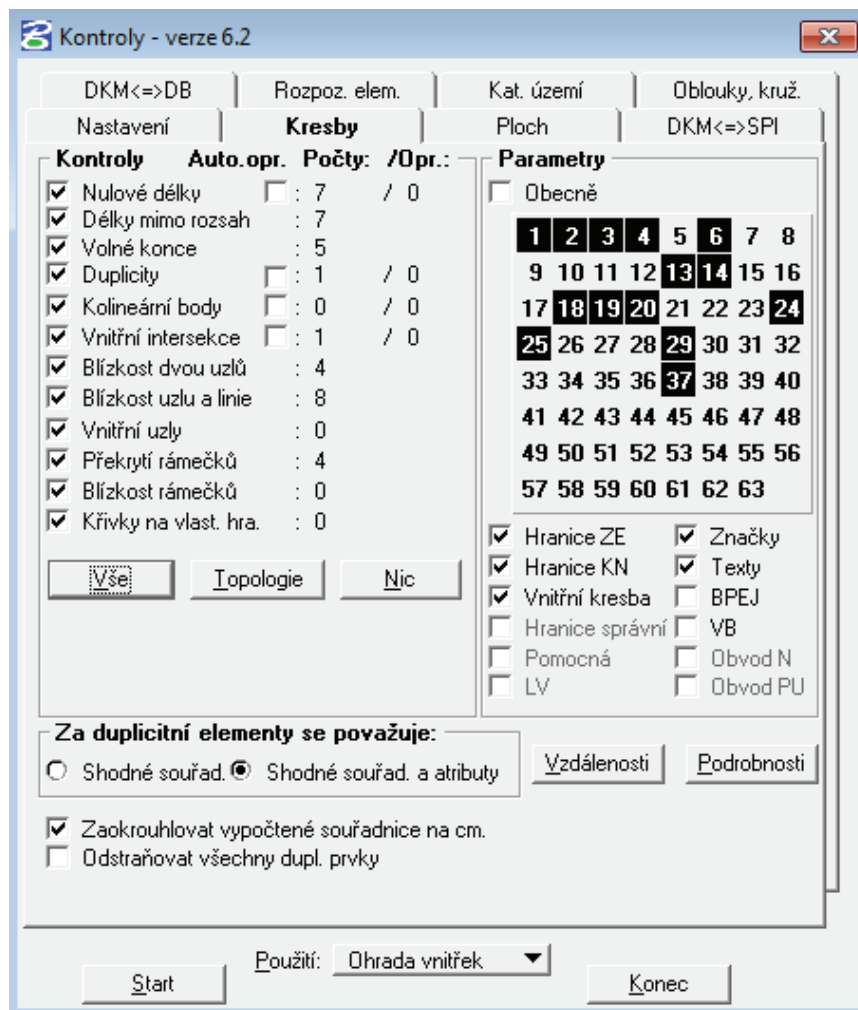 Kontroly - verze 6.2
DKM<=>DB Rozpoz. elem. Kat. území Oblouky, kruž.
Nastavení Kresby Ploch DKM<=>SPI
Kontroly Auto.opr. Počty: /Opr.:
Nulové délky : 7 / 0
Délky mimo rozsah : 7
Volné konce : 5
Duplicity : 1 / 0
Kolineární body : 0 / 0
Vnitřní intersekce : 1 / 0
Blízkost dvou uzlů : 4
Blízkost uzlu a linie : 8
Vnitřní uzly : 0
Překrytí rámečků : 4
Blízkost rámečků : 0
Křivky na vlast. hra. : 0
Vše Topologie Nic
Parametry
Obecně
1 2 3 4 5 6 7 8
9 10 11 12 13 14 15 16
17 18 19 20 21 22 23 24
25 26 27 28 29 30 31 32
33 34 35 36 37 38 39 40
41 42 43 44 45 46 47 48
49 50 51 52 53 54 55 56
57 58 59 60 61 62 63
Hranice ZE Značky
Hranice KN Texty
Vnitřní kresba BPEJ
Hranice správní VB
Pomocná Obvod N
LV Obvod PU
Za duplicitní elementy se považuje:
Shodné souřad. Shodné souřad. a atributy
Vzdálenosti Podrobnosti
Zaokrouhlovat vypočtené souřadnice na cm.
Odstraňovat všechny dupl. prvky
Použití: Ohrada vnitřek
Start Konec